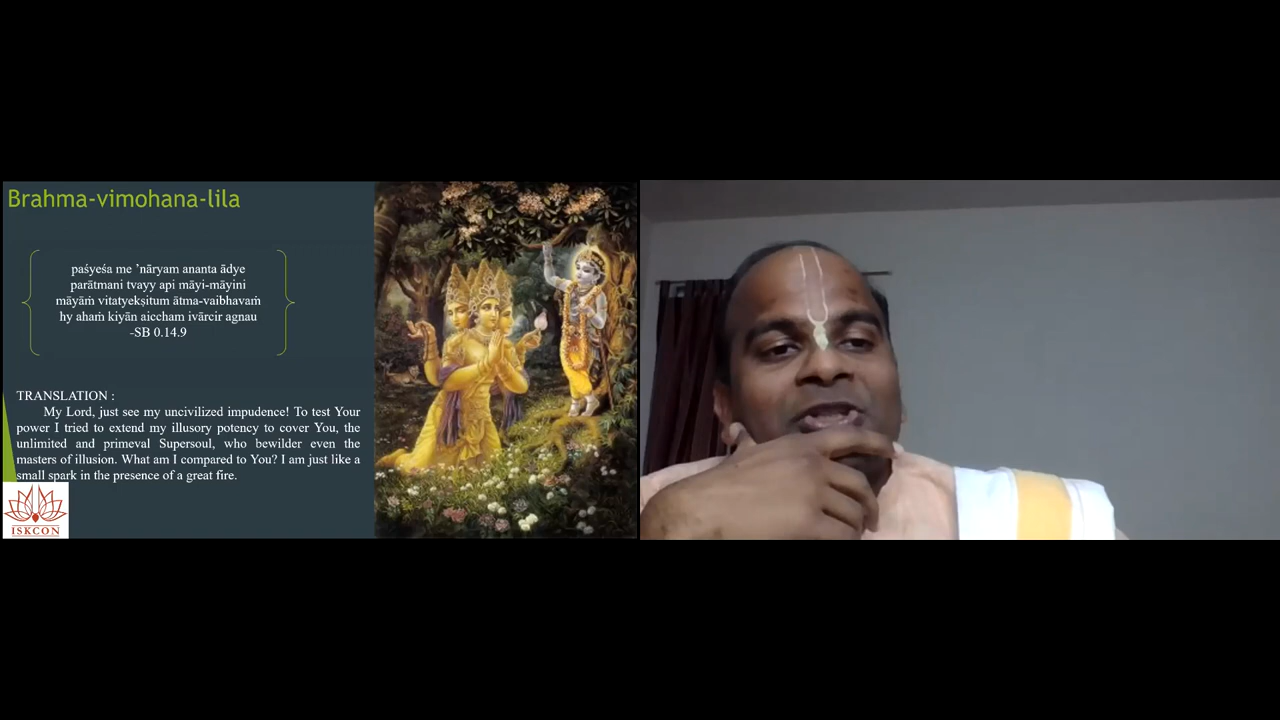 Brahma-vimohana-lila
paśyeśa me ’nāryam ananta ādye
parātmani tvayy api māyi-māyini
māyāṁ vitatyekṣitum ātma-vaibhavaṁ
hy ahaṁ kiyān aiccham ivārcir agnau
-SB 0.14.9
TRANSLATION :
My Lord, just see my uncivilized impudence! To test Your
power I tried to extend my illusory potency to cover You, the
unlimited and primeval Supersoul, who bewilder even the
masters of illusion. What am I compared to You? I am just like a
small spark in the presence of a great fire.
ISKCON